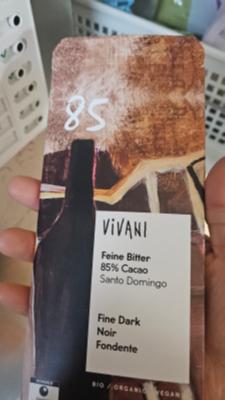 85
ViVANI
Feine Bitter
85% Cacao
Santo Domingo
Fine Dark
Noir
Fondente
BIO / ORGANIC / VEGAN